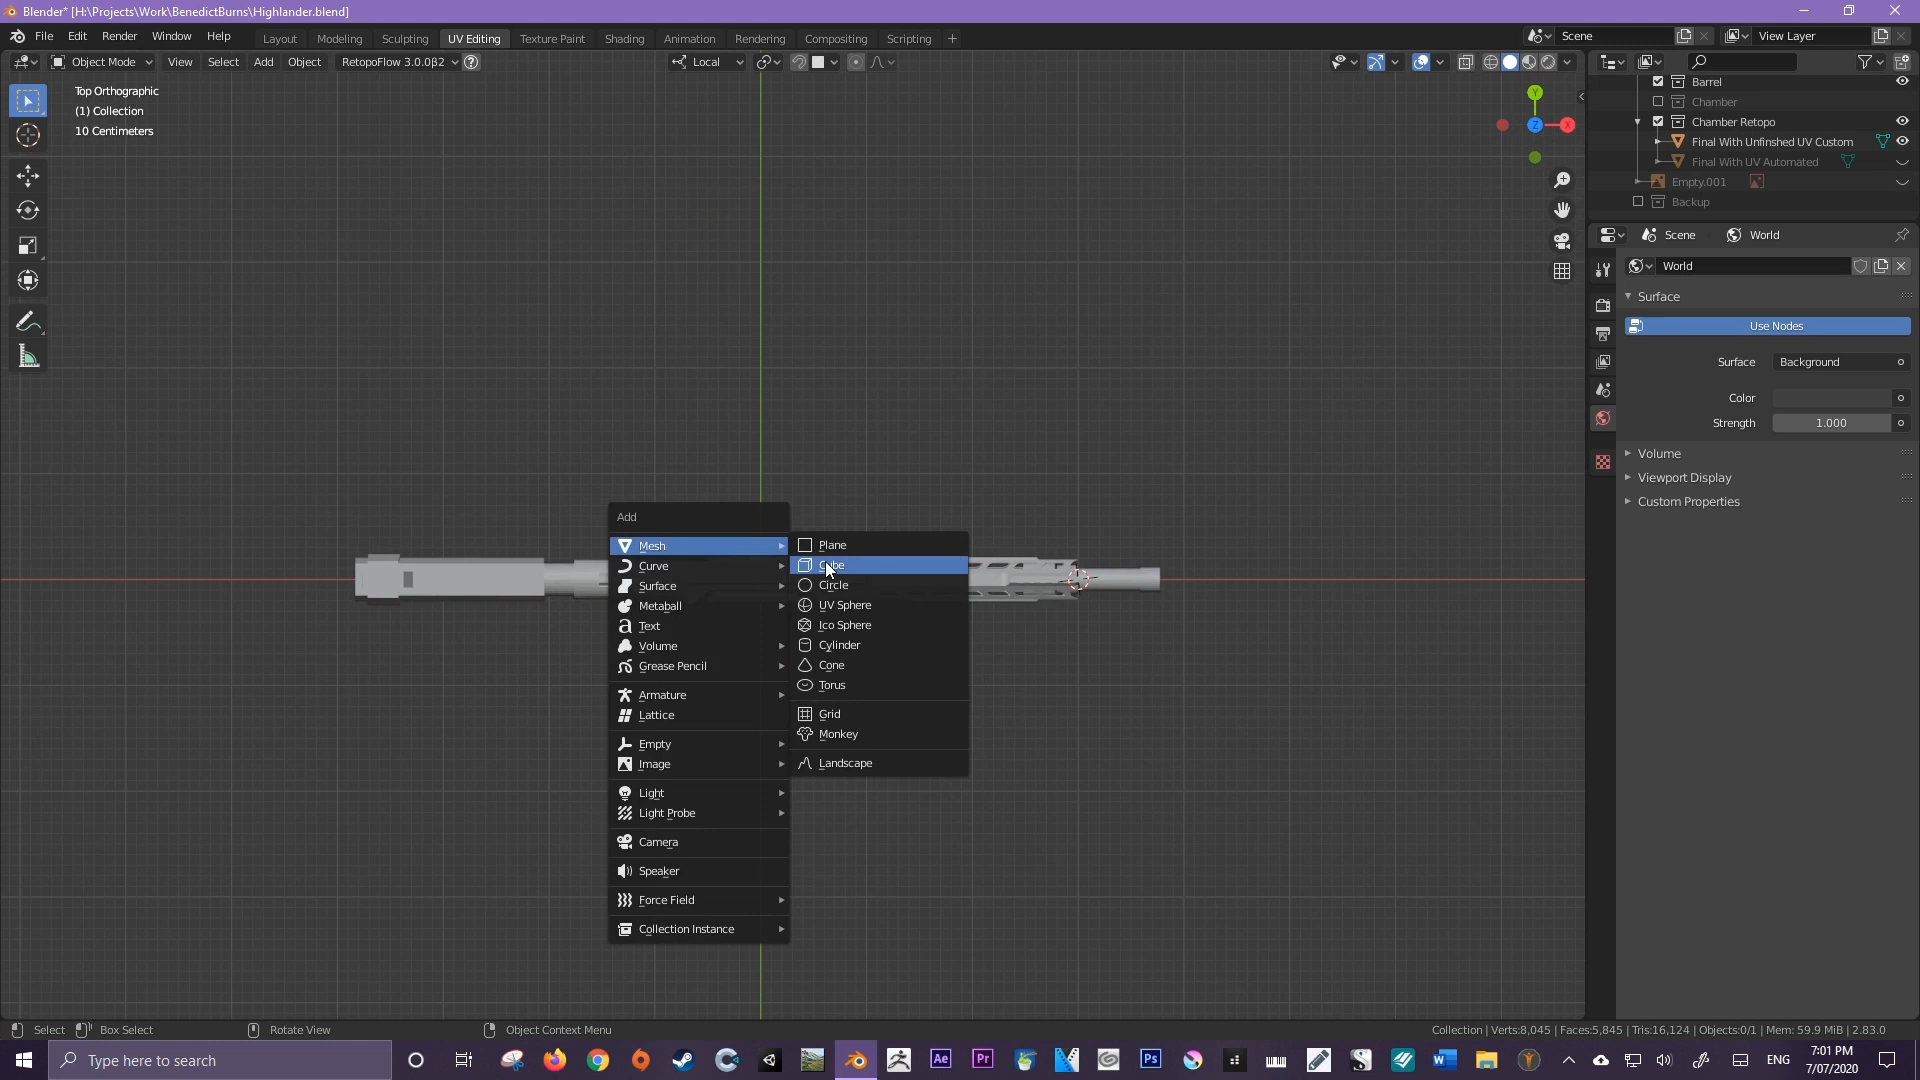 Blender* [H:\Projects\Work\BenedictBurns\Highlander.blend]
File Edit Render Window Help Layout Modeling Sculpting UV Editing Texture Paint Shading Animation Rendering Compositing Scripting + Scene View Layer
Object Mode View Select Add Object RetopoFlow 3.0.0β2 Local
Top Orthographic
(1) Collection
10 Centimeters
Y
Z
X
Barrel
Chamber
Chamber Retopo
Final With Unfinshed UV Custom
Final With UV Automated
Empty.001
Backup
Scene World
World
Surface
Use Nodes
Surface Background
Color
Strength 1.000
Volume
Viewport Display
Custom Properties
Add
Mesh
Curve
Surface
Metaball
Text
Volume
Grease Pencil
Armature
Lattice
Empty
Image
Light
Light Probe
Camera
Speaker
Force Field
Collection Instance
Plane
Cube
Circle
UV Sphere
Ico Sphere
Cylinder
Cone
Torus
Grid
Monkey
Landscape
Select Box Select Rotate View Object Context Menu Collection | Verts:8,045 | Faces:5,845 | Tris:16,124 | Objects:0/1 | Mem: 59.9 MiB | 2.83.0
Type here to search Ae Pr Ps ENG 7:01 PM
7/07/2020